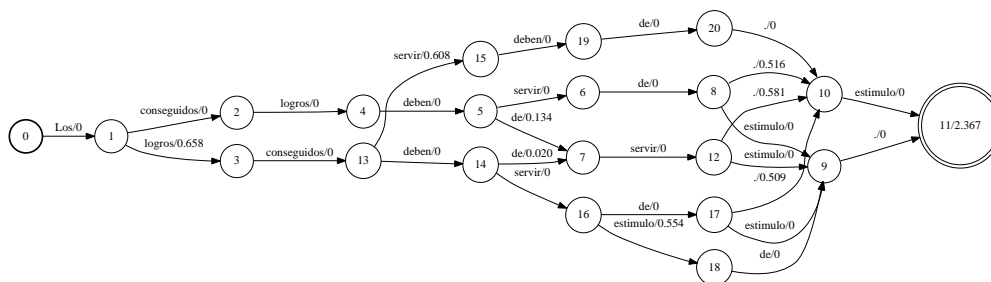 0
Los/0
1
conseguidos/0
logros/0.658
2
3
logros/0
conseguidos/0
4
13
deben/0
servir/0.608
deben/0
5
15
14
servir/0
de/0.134
deben/0
de/0.020
servir/0
6
7
19
16
de/0
servir/0
de/0
de/0
estimulo/0.554
8
12
20
17
18
./0
./0.516
./0.581
estimulo/0
estimulo/0
./0.509
estimulo/0
de/0
10
9
estimulo/0
./0
11/2.367